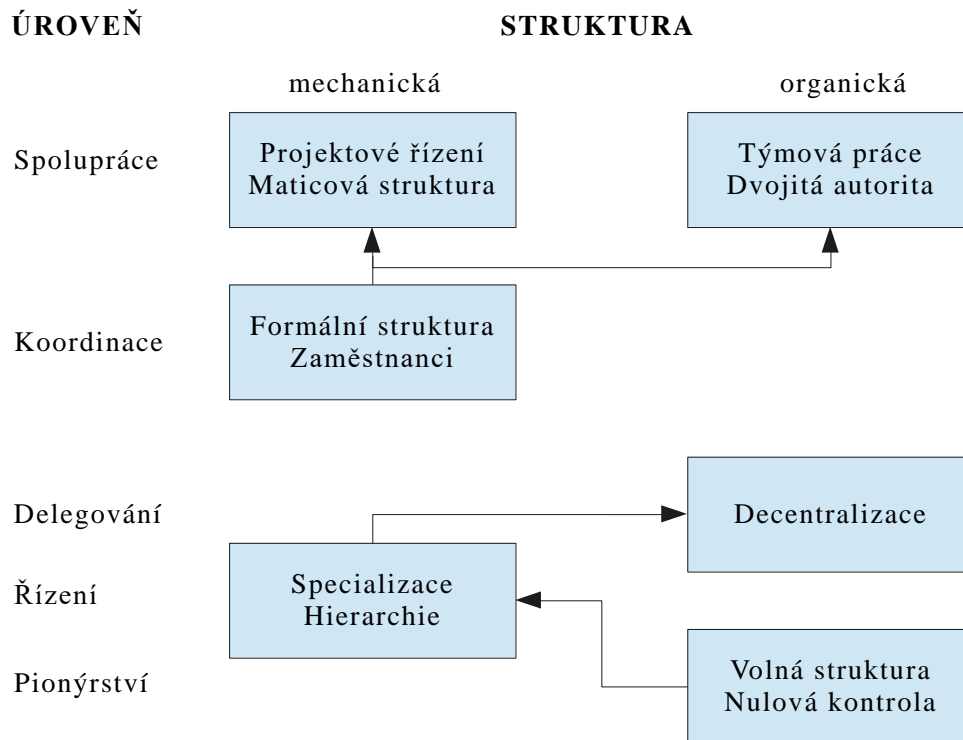 ÚROVEŇ STRUKTURA
mechanická organická
Spolupráce
Projektové řízení
Maticová struktura
Týmová práce
Dvojitá autorita
Koordinace
Formální struktura
Zaměstnanci
Delegování
Decentralizace
Řízení
Specializace
Hierarchie
Pionýrství
Volná struktura
Nulová kontrola